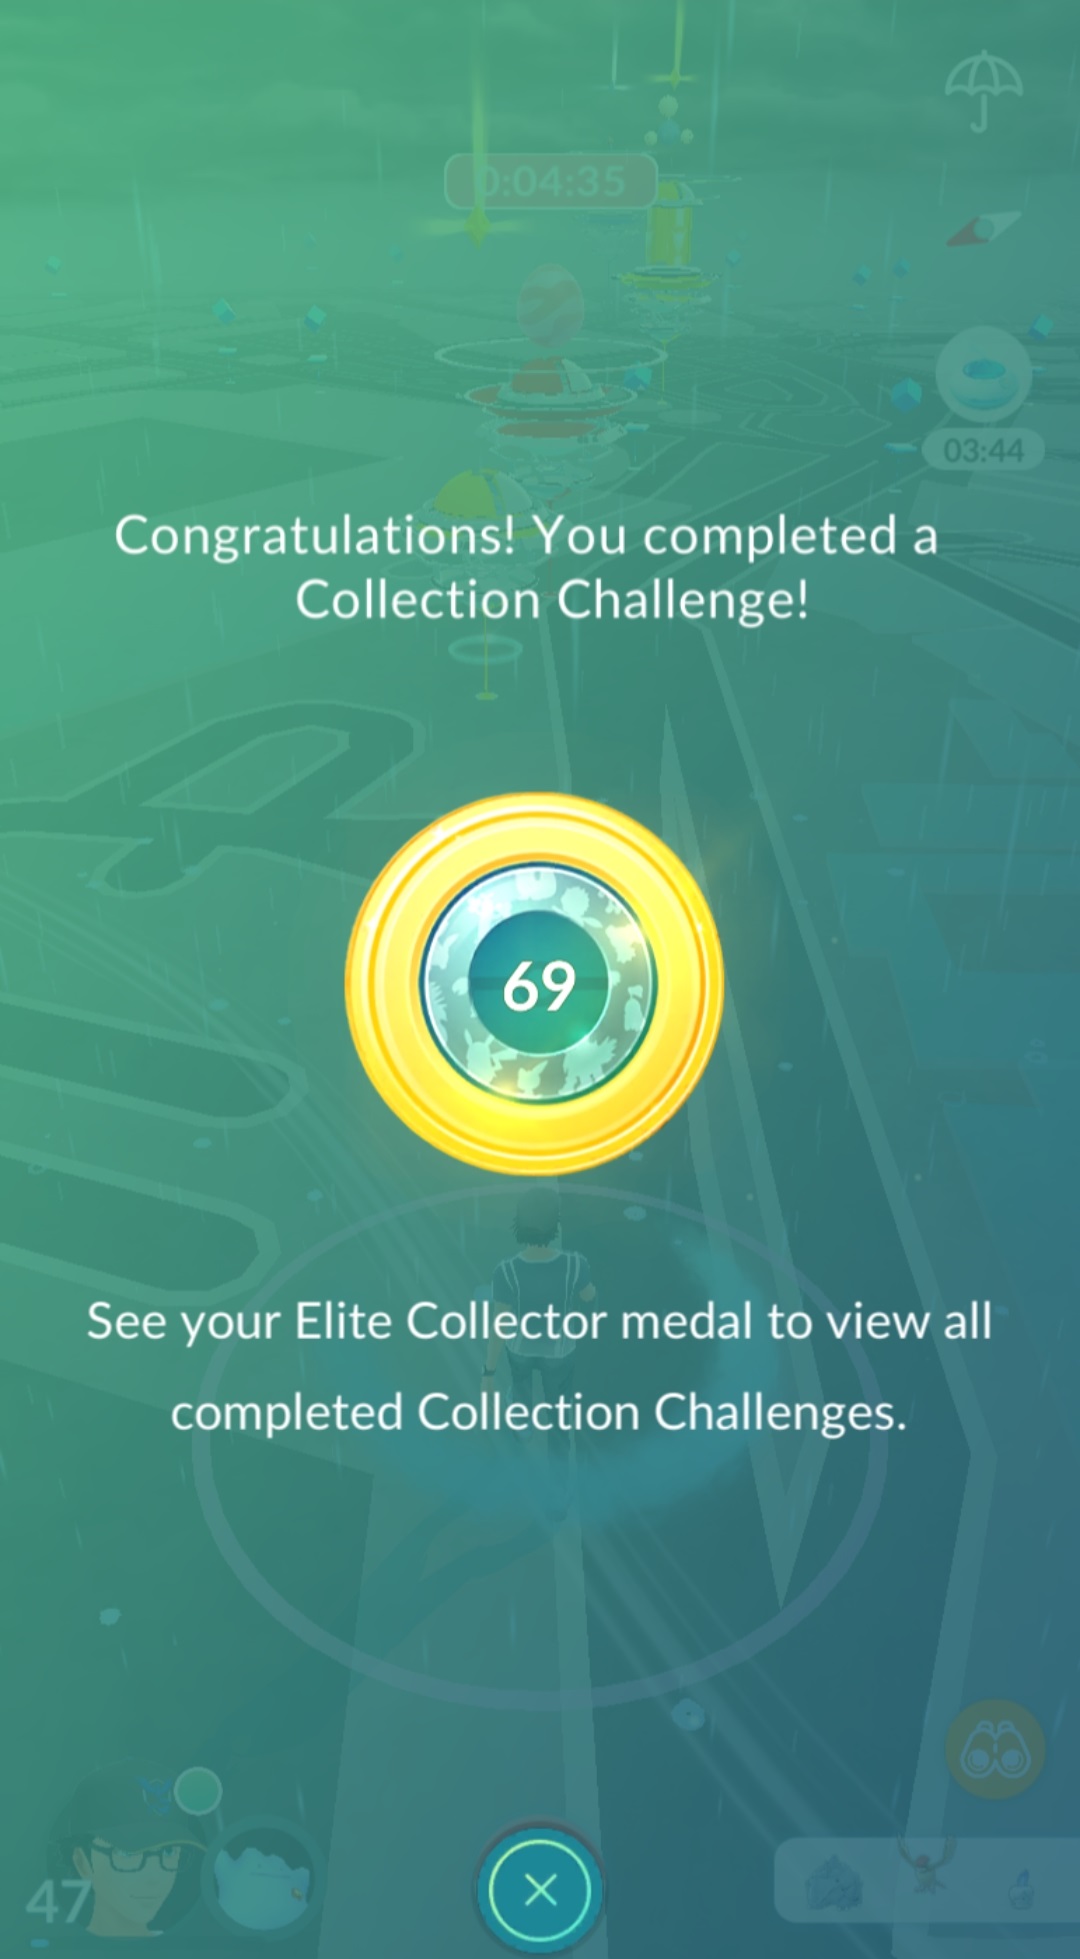 0:04:35
03:44
Congratulations! You completed a
Collection Challenge!
69
See your Elite Collector medal to view all
completed Collection Challenges.
47